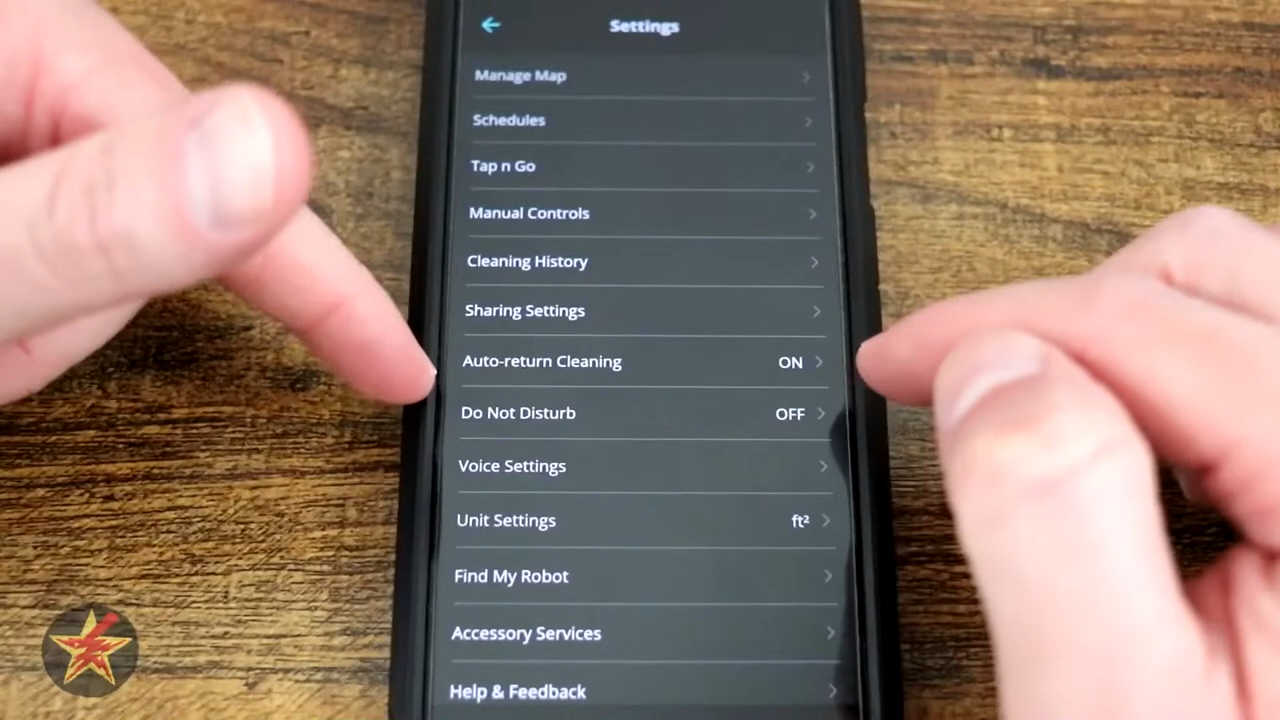 Settings
Manage Map
Schedules
Tap n Go
Manual Controls
Cleaning History
Sharing Settings
Auto-return Cleaning ON
Do Not Disturb OFF
Voice Settings
Unit Settings ft²
Find My Robot
Accessory Services
Help & Feedback